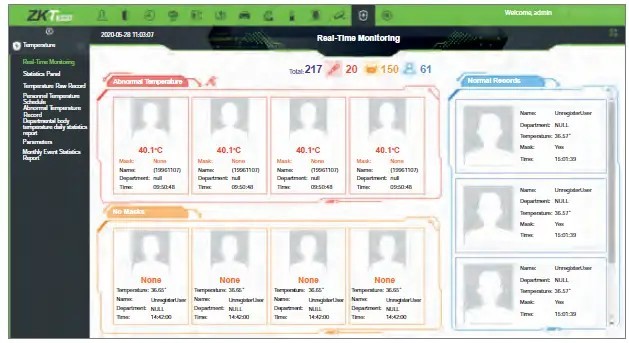 ZKTeco
Welcome, admin
2020-05-28 11:03:07
Real-Time Monitoring
Temperature
Real-Time Monitoring
Statistics Panel
Temperature Raw Record
Personnel Temperature
Schedule
Abnormal Temperature
Record
Departmental body
temperature daily statistics
report
Parameters
Monthly Event Statistics
Report
Total: 217 20 150 61
Abnormal Temperature
40.1°C 40.1°C 40.1°C 40.1°C
Mask: None Mask: None Mask: None Mask: None
Name: (19961107) Name: (19961107) Name: (19961107) Name: (19961107)
Department: null Department: null Department: null Department: null
Time: 09:50:48 Time: 09:50:48 Time: 09:50:48 Time: 09:50:48
No Masks
None None None None
Temperature: 36.65° Temperature: 36.65° Temperature: 36.65° Temperature: 36.65°
Name: UnregisterUser Name: UnregisterUser Name: UnregisterUser Name: UnregisterUser
Department: NULL Department: NULL Department: NULL Department: NULL
Time: 14:42:00 Time: 14:42:00 Time: 14:42:00 Time: 14:42:00
Normal Records
Name: UnregisterUser
Department: NULL
Temperature: 36.57°
Mask: Yes
Time: 15:01:39
Name: UnregisterUser
Department: NULL
Temperature: 36.57°
Mask: Yes
Time: 15:01:39
Name: UnregisterUser
Department: NULL
Temperature: 36.57°
Mask: Yes
Time: 15:01:39